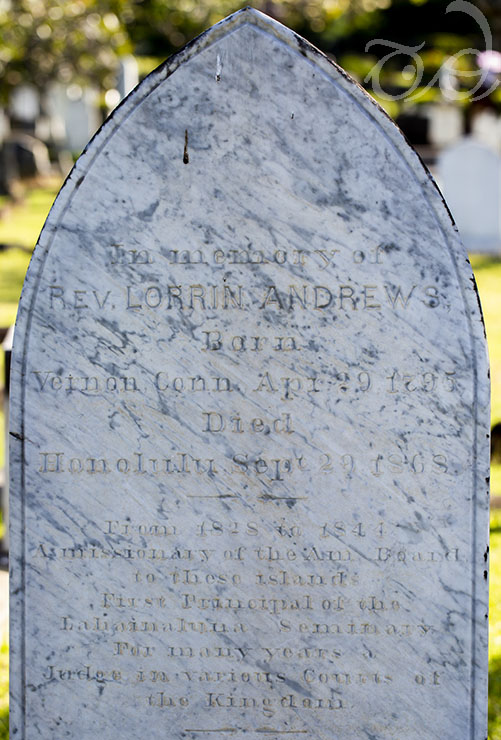 In memory of
REV. LORRIN ANDREWS,
Born
Vernon Conn. Apr. 29 1795
Died
Honolulu Sept. 29 1868
From 1828 to 1844
A missionary of the Am. Board
to these islands
First Principal of the
Lahainaluna Seminary
For many years
Judge in various Courts of
the Kingdom